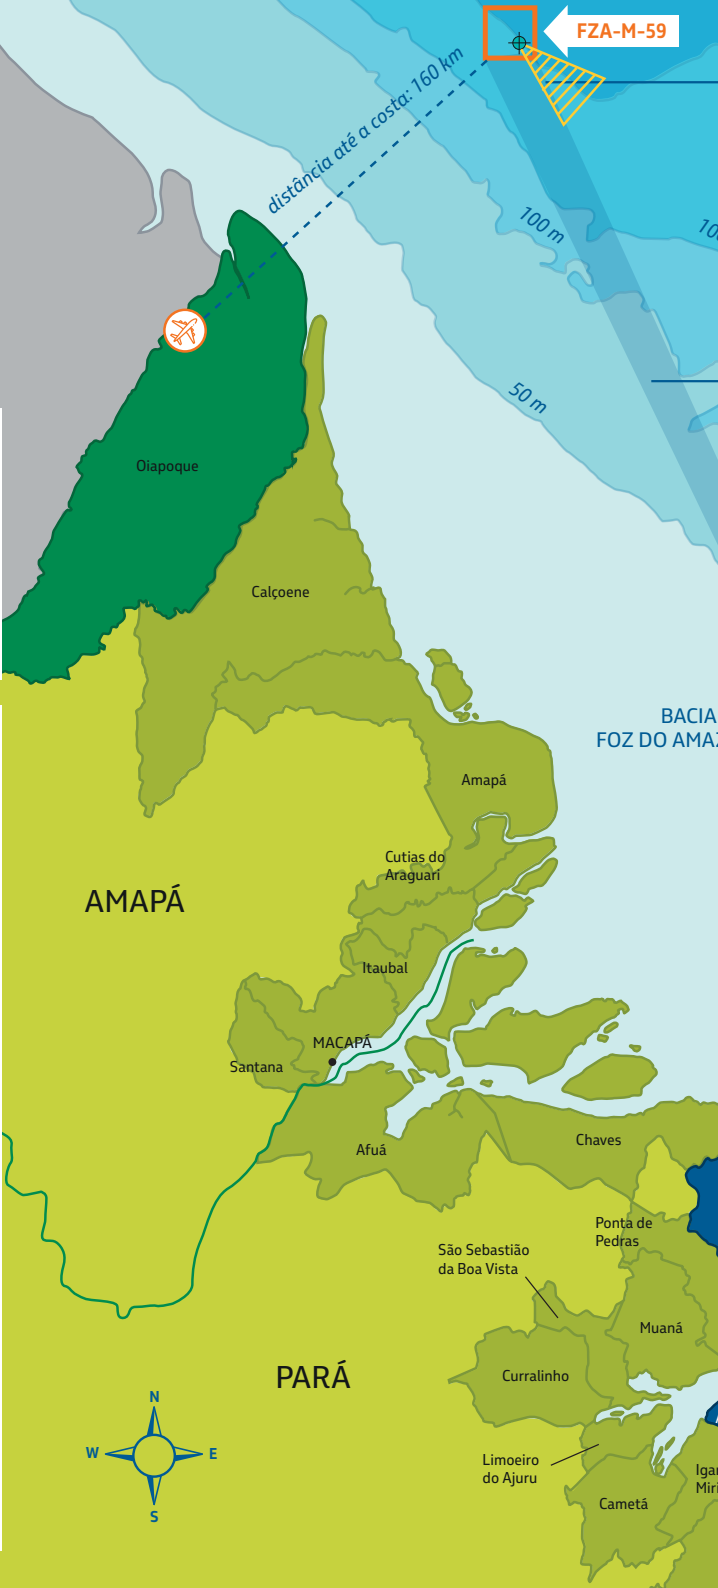 FZA-M-59
distância até a costa: 160 km
100 m
50 m
Oiapoque
Calçoene
BACIA
FOZ DO
Amapá
Cutias do
Araguari
AMAPÁ
Itaubal
MACAPÁ
Santana
Afuá
Chaves
Ponta de
Pedras
São Sebastião
da Boa Vista
Muaná
PARÁ
Curralinho
N
W
E
S
Limoeiro
do Ajuru
Cametá